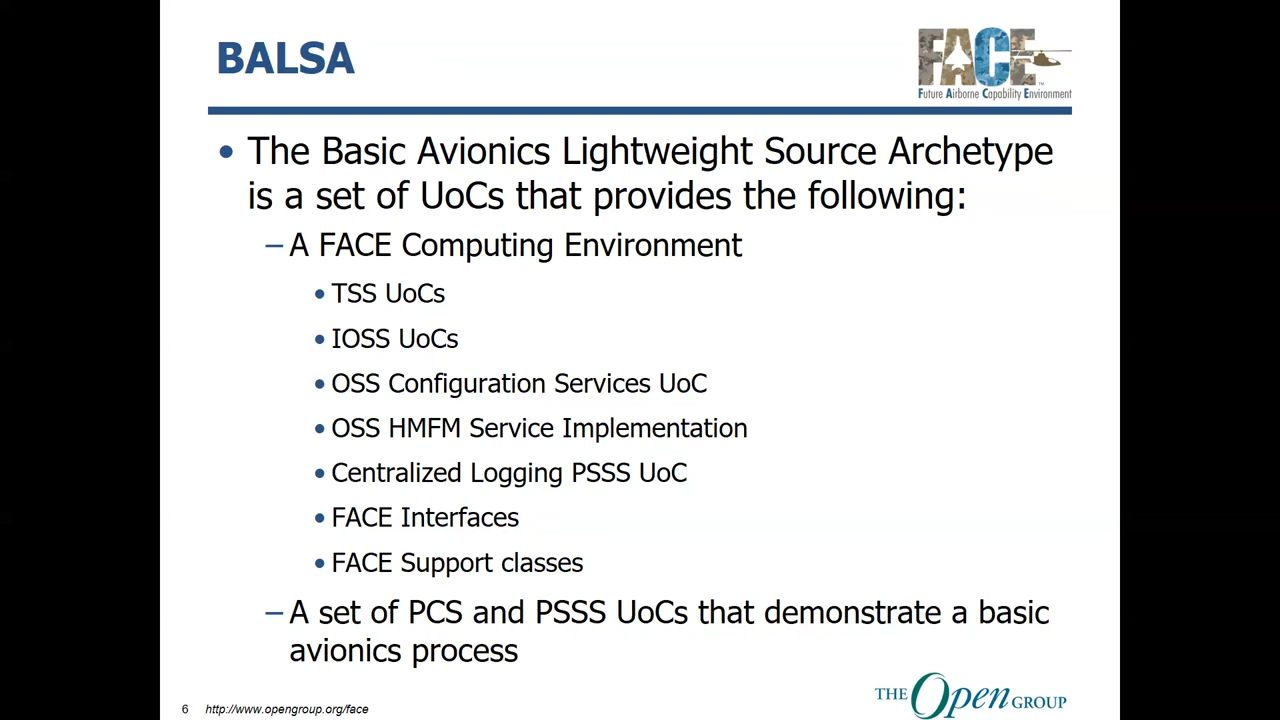 BALSA
FACE™
Future Airborne Capability Environment
• The Basic Avionics Lightweight Source Archetype
is a set of UoCs that provides the following:
– A FACE Computing Environment
• TSS UoCs
• IOSS UoCs
• OSS Configuration Services UoC
• OSS HMFM Service Implementation
• Centralized Logging PSSS UoC
• FACE Interfaces
• FACE Support classes
– A set of PCS and PSSS UoCs that demonstrate a basic
avionics process
6 http://www.opengroup.org/face
THE Open GROUP